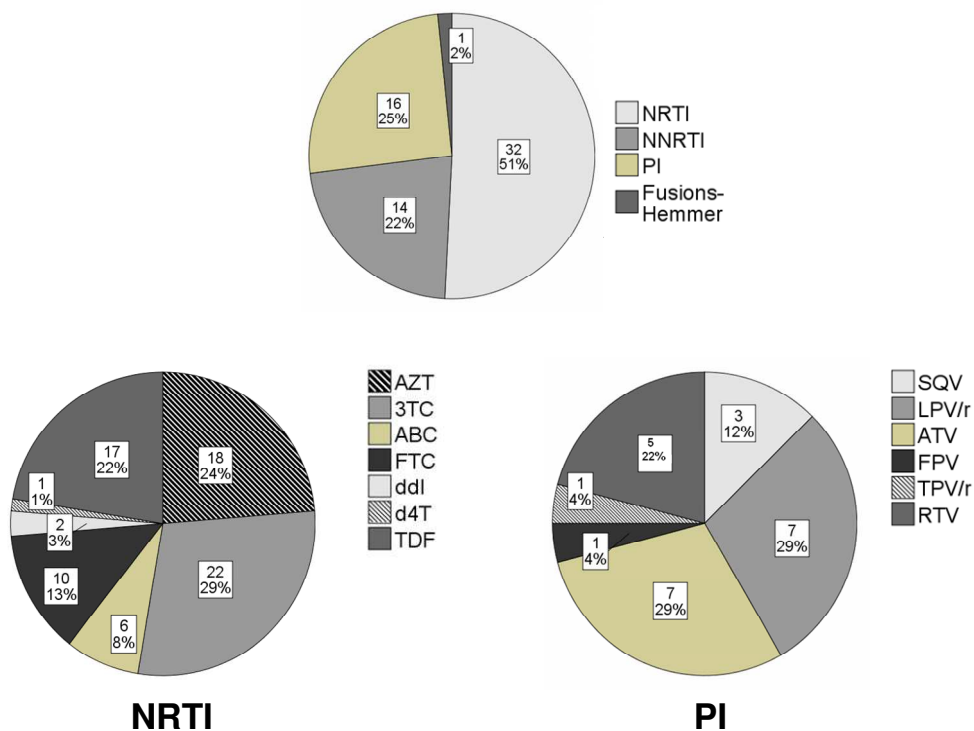 1
2%
16
25%
32
51%
14
22%
NRTI
NNRTI
PI
Fusions-
Hemmer
17
22%
18
24%
1
1%
2
3%
10
13%
6
8%
22
29%
AZT
3TC
ABC
FTC
ddI
d4T
TDF
NRTI
5
22%
3
12%
1
4%
1
4%
7
29%
7
29%
SQV
LPV/r
ATV
FPV
TPV/r
RTV
PI